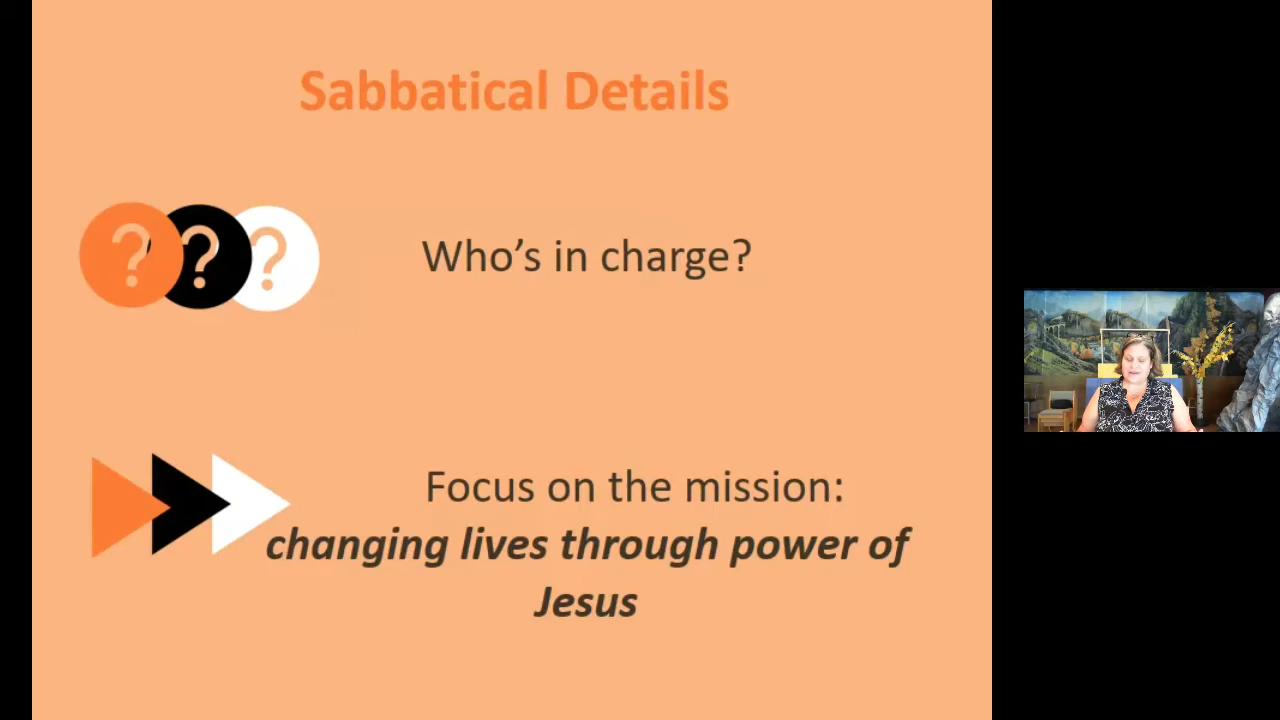 Sabbatical Details
? ? ?
Who's in charge?
Focus on the mission:
changing lives through power of
Jesus